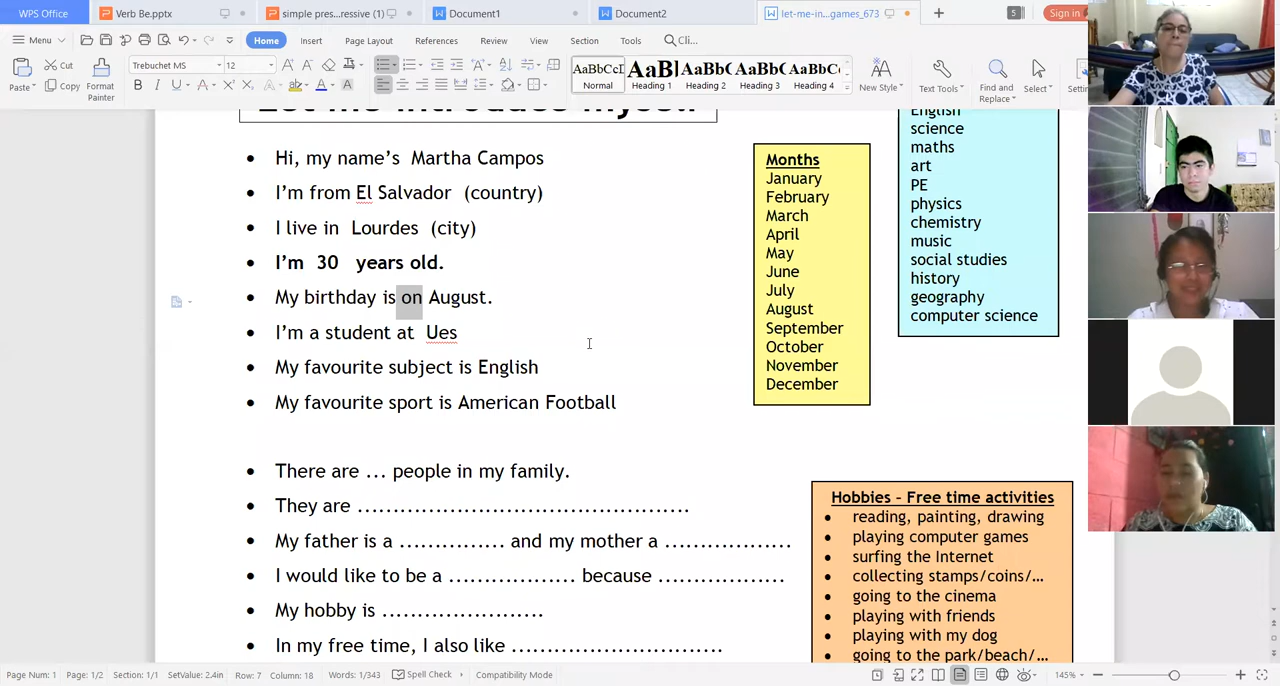 WPS Office
Verb Be.pptx
simple pres...ressive (1)
Document1
Document2
let-me-in...games_673
+
5
Sign in
Menu
Home
Insert
Page Layout
References
Review
View
Section
Tools
Cli...
Paste
Cut
Copy
Format
Painter
Trebuchet MS
12
B I U
AaBbCcI
Normal
AaBl
Heading 1
AaBb(
Heading 2
AaBbC
Heading 3
AaBbC
Heading 4
New Style
Text Tools
Find and
Replace
Select
Let me introduce myself
• Hi, my name's Martha Campos
• I'm from El Salvador (country)
• I live in Lourdes (city)
• I'm 30 years old.
• My birthday is on August.
• I'm a student at Ues
• My favourite subject is English
• My favourite sport is American Football
• There are ... people in my family.
• They are ..............................................
• My father is a ............... and my mother a ..................
• I would like to be a .................. because ..................
• My hobby is .......................
• In my free time, I also like ..............................
Months
January
February
March
April
May
June
July
August
September
October
November
December
English
science
maths
art
PE
physics
chemistry
music
social studies
history
geography
computer science
Hobbies – Free time activities
• reading, painting, drawing
• playing computer games
• surfing the Internet
• collecting stamps/coins/...
• going to the cinema
• playing with friends
• playing with my dog
• going to the park/beach/...
Page Num: 1
Page: 1/2
Section: 1/1
SetValue: 2.4in
Row: 7
Column: 18
Words: 1/343
Spell Check
Compatibility Mode
145%